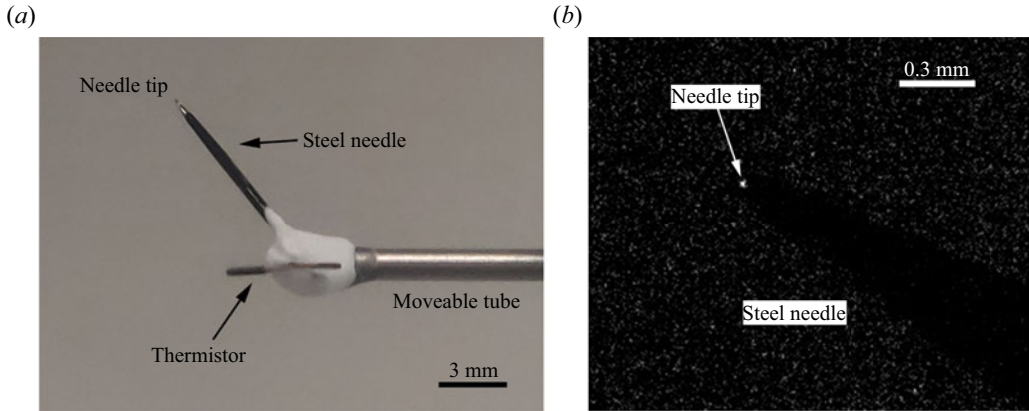 (a)
Needle tip
Steel needle
Moveable tube
Thermistor
3 mm
(b)
0.3 mm
Needle tip
Steel needle